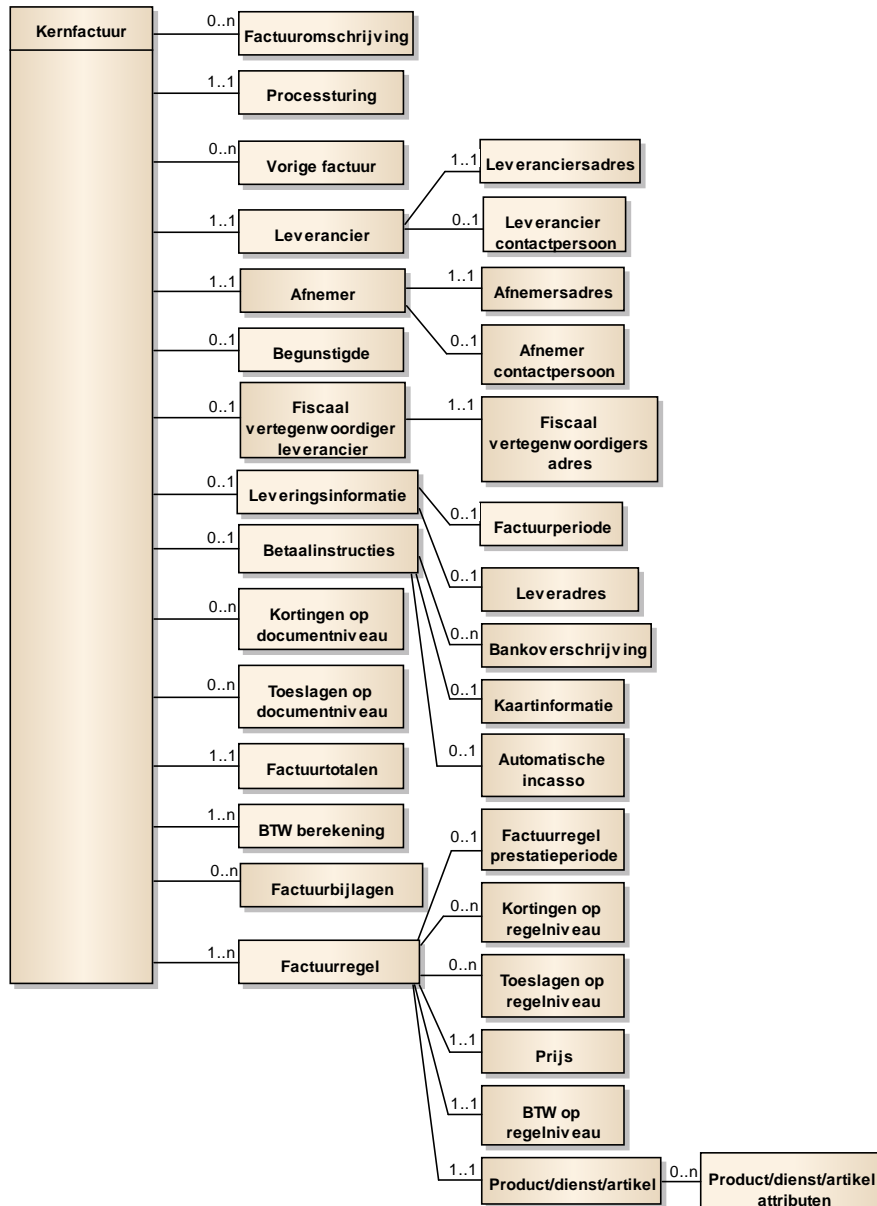 Kernfactuur
0..n
Factuuromschrijving
1..1
Processturing
0..n
Vorige factuur
1..1
Leverancier
1..1
Leveranciersadres
0..1
Leverancier
contactpersoon
1..1
Afnemer
1..1
Afnemersadres
0..1
Afnemer
contactpersoon
0..1
Begunstigde
0..1
Fiscaal
vertegenwoordiger
leverancier
1..1
Fiscaal
vertegenwoordigers
adres
0..1
Leveringsinformatie
0..1
Factuurperiode
0..1
Leveradres
0..1
Betaalinstructies
0..n
Bankoverschrijving
0..1
Kaartinformatie
0..1
Automatische
incasso
0..n
Kortingen op
documentniveau
0..n
Toeslagen op
documentniveau
1..1
Factuurtotalen
1..n
BTW berekening
0..n
Factuurbijlagen
1..n
Factuurregel
0..1
Factuurregel
prestatieperiode
0..n
Kortingen op
regelniveau
0..n
Toeslagen op
regelniveau
1..1
Prijs
1..1
BTW op
regelniveau
1..1
Product/dienst/artikel
0..n
Product/dienst/artikel
attributen